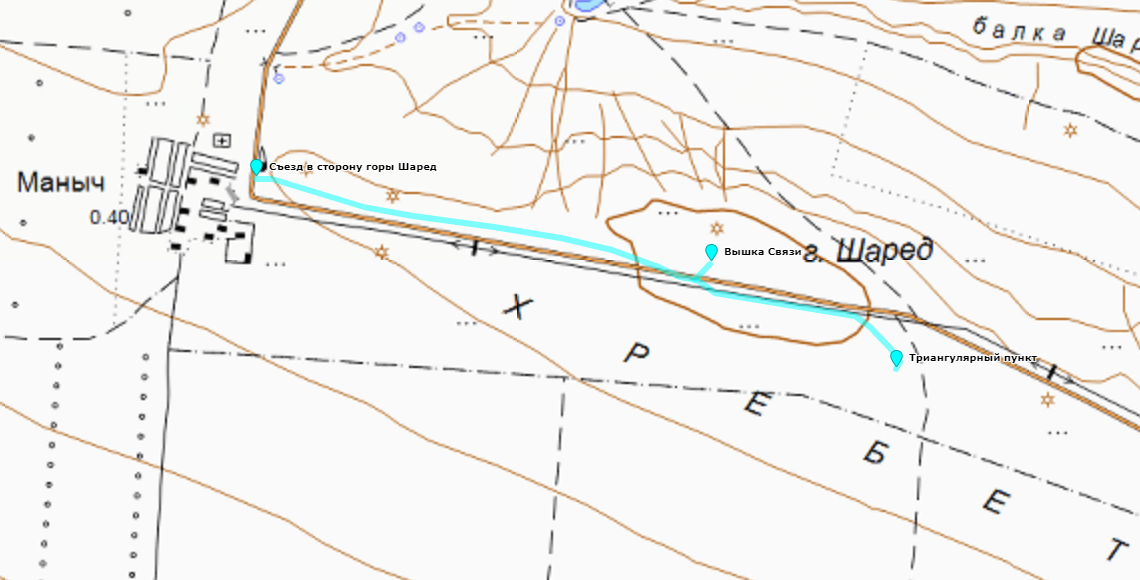 балка Шар
Съезд в сторону горы Шаред
Маныч
0.40
Вышка Связи
г. Шаред
Х
Р
Е
Б
Е
Т
Триангулярный пункт